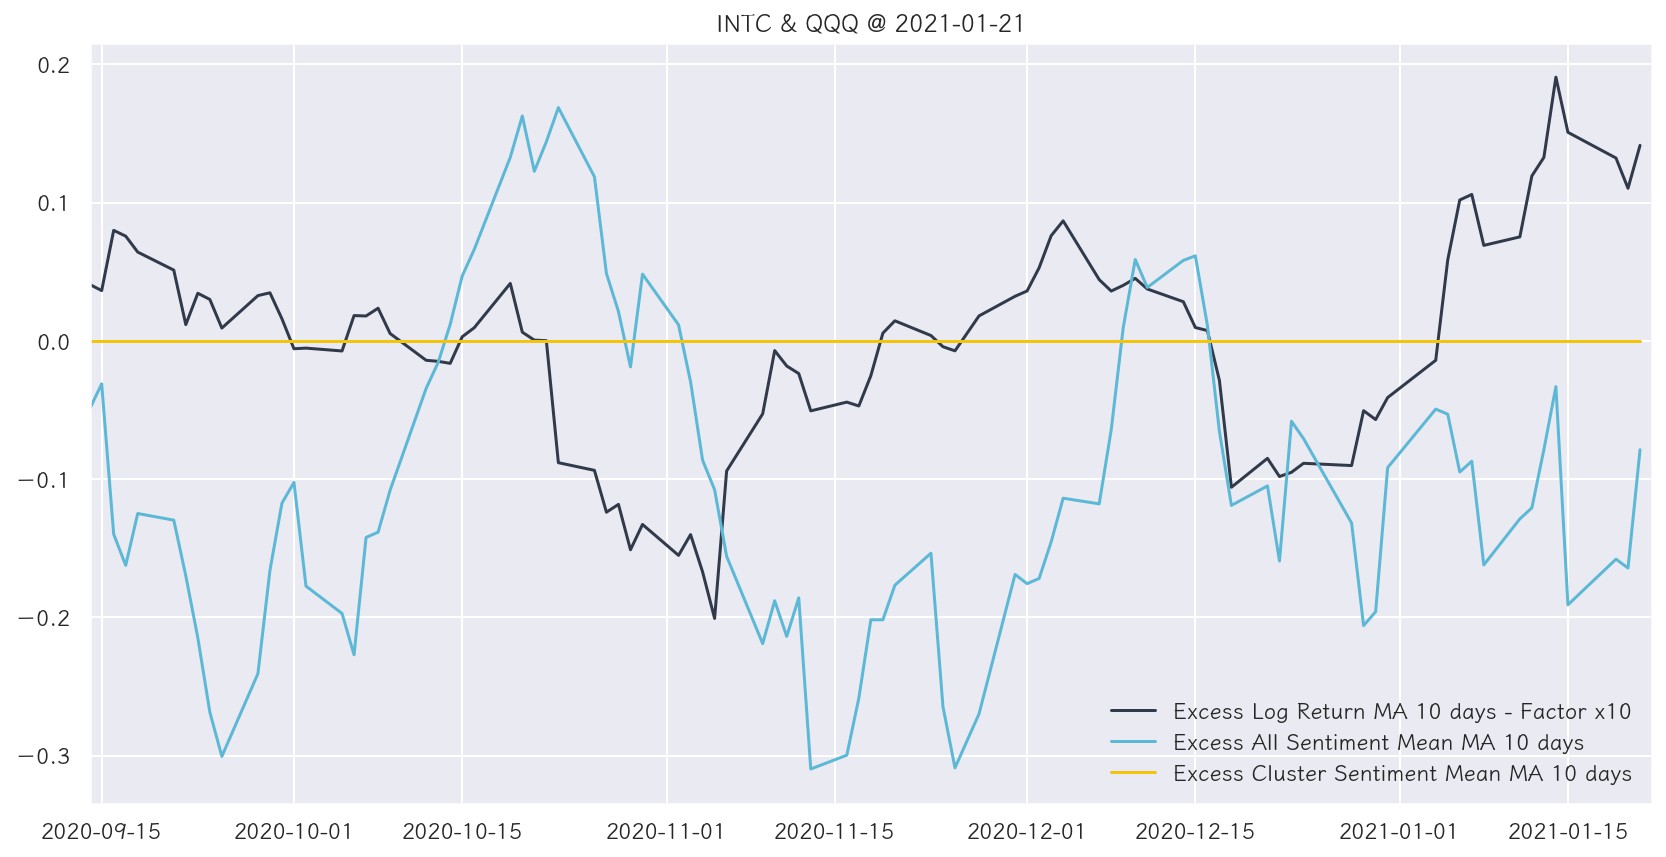 INTC & QQQ @ 2021-01-21
0.2
0.1
0.0
−0.1
−0.2
−0.3
Excess Log Return MA 10 days - Factor x10
Excess All Sentiment Mean MA 10 days
Excess Cluster Sentiment Mean MA 10 days
2020-09-15 2020-10-01 2020-10-15 2020-11-01 2020-11-15 2020-12-01 2020-12-15 2021-01-01 2021-01-15